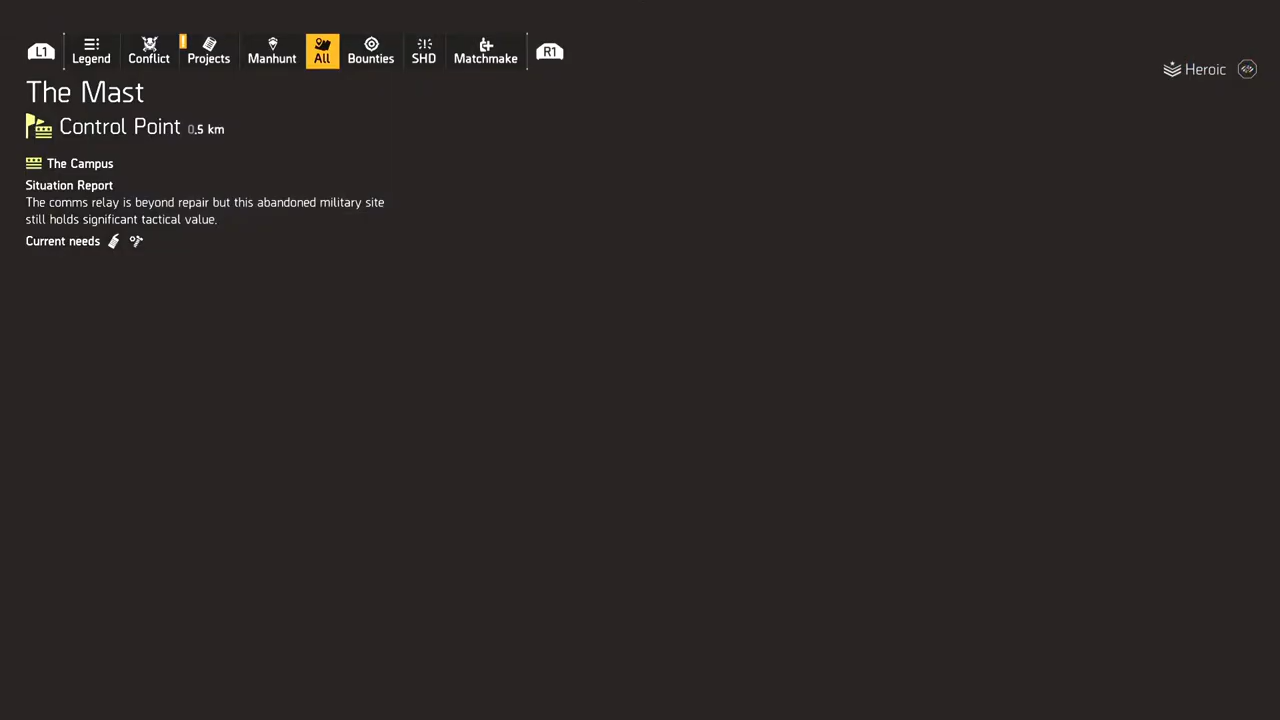 L1 Legend Conflict Projects Manhunt All Bounties SHD Matchmake R1
Heroic
The Mast
Control Point 0.5 km
The Campus
Situation Report
The comms relay is beyond repair but this abandoned military site
still holds significant tactical value.
Current needs